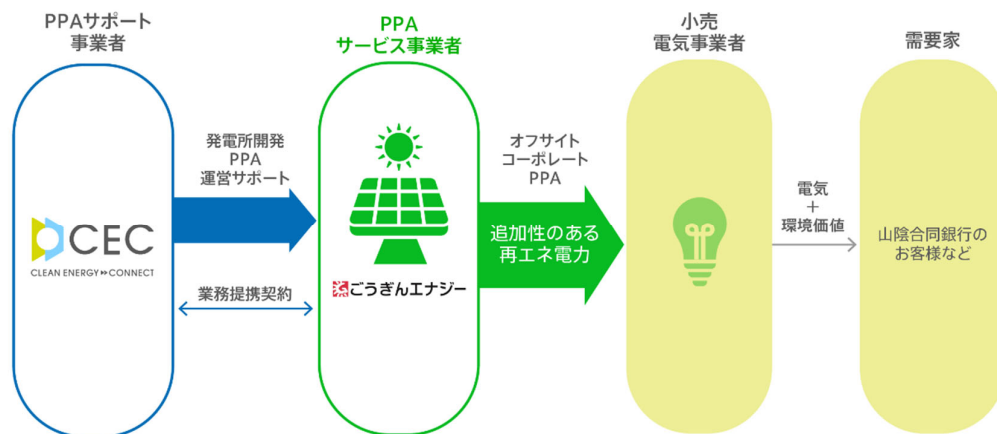 PPAサポート
事業者
CEC
CLEAN ENERGY▸▸CONNECT
発電所開発
PPA
運営サポート
業務提携契約
PPA
サービス事業者
ごうぎんエナジー
オフサイト
コーポレート
PPA
追加性のある
再エネ電力
小売
電気事業者
電気
+
環境価値
需要家
山陰合同銀行の
お客様など